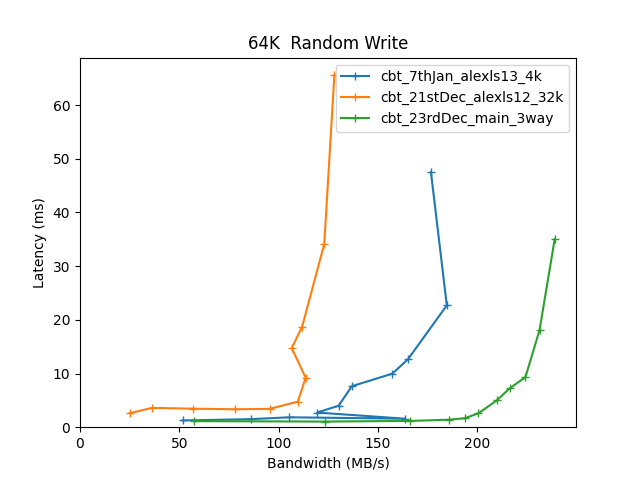 64K  Random Write
cbt_7thJan_alexls13_4k
cbt_21stDec_alexls12_32k
cbt_23rdDec_main_3way
60
50
40
30
20
10
0
Latency (ms)
0 50 100 150 200
Bandwidth (MB/s)